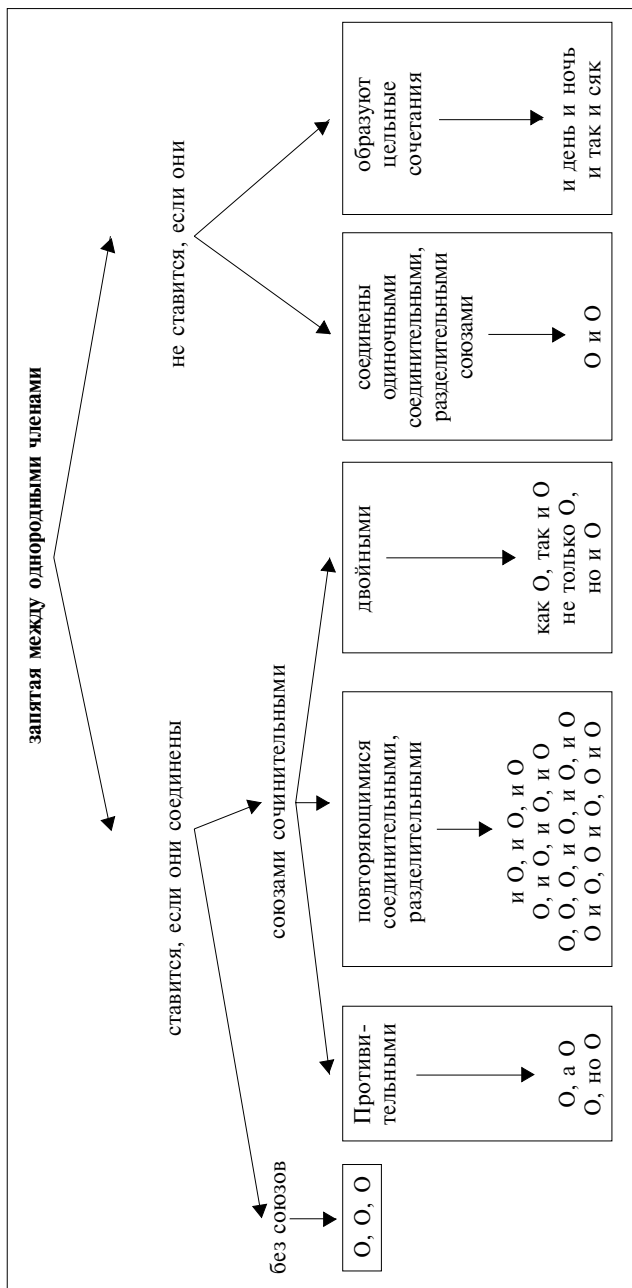 запятая между однородными членами
ставится, если они соединены
не ставится, если они
без союзов
союзами сочинительными
О, О, О
Противи-
тельными
О, а О
О, но О
повторяющимися
соединительными,
разделительными
и О, и О, и О
О, и О, и О, и О
О, О, О, и О, и О, и О
О и О, О и О, О и О
двойными
как О, так и О
не только О,
но и О
соединены
одиночными
соединительными,
разделительными
союзами
О и О
образуют
цельные
сочетания
и день и ночь
и так и сяк